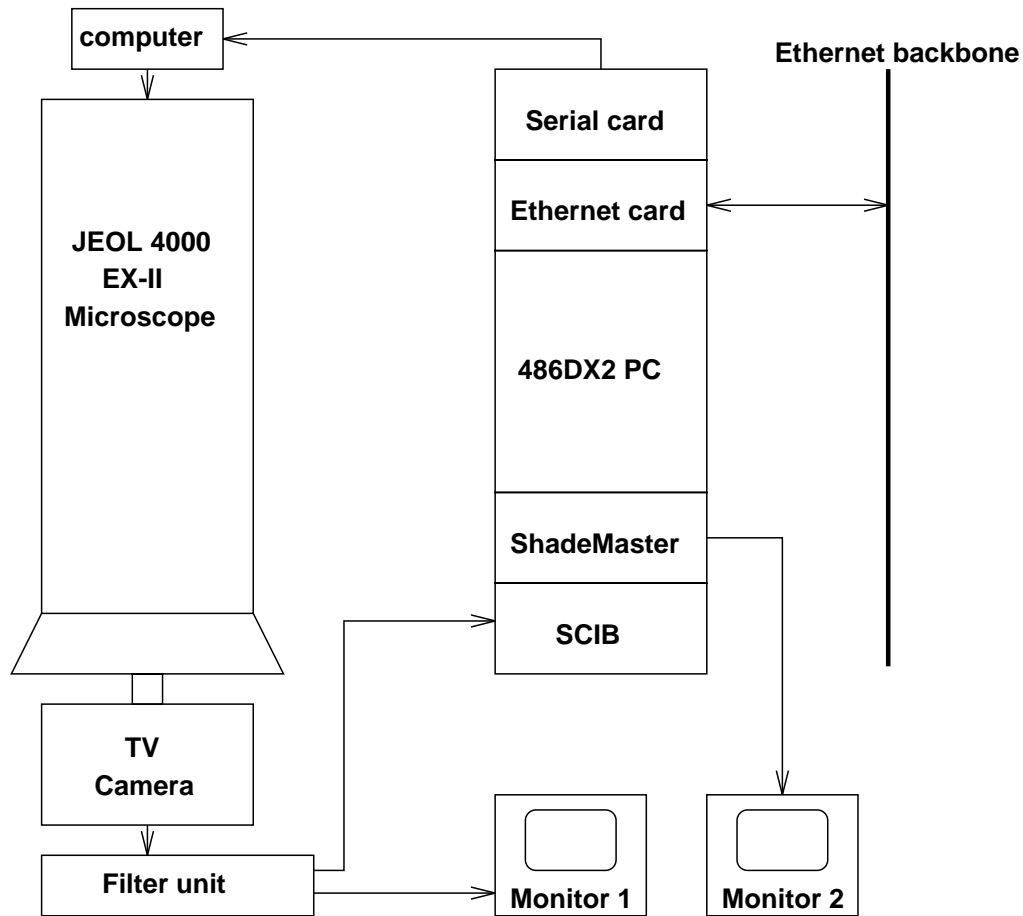 computer
Ethernet backbone
Serial card
Ethernet card
JEOL 4000
EX-II
Microscope
486DX2 PC
ShadeMaster
SCIB
TV
Camera
Filter unit
Monitor 1
Monitor 2